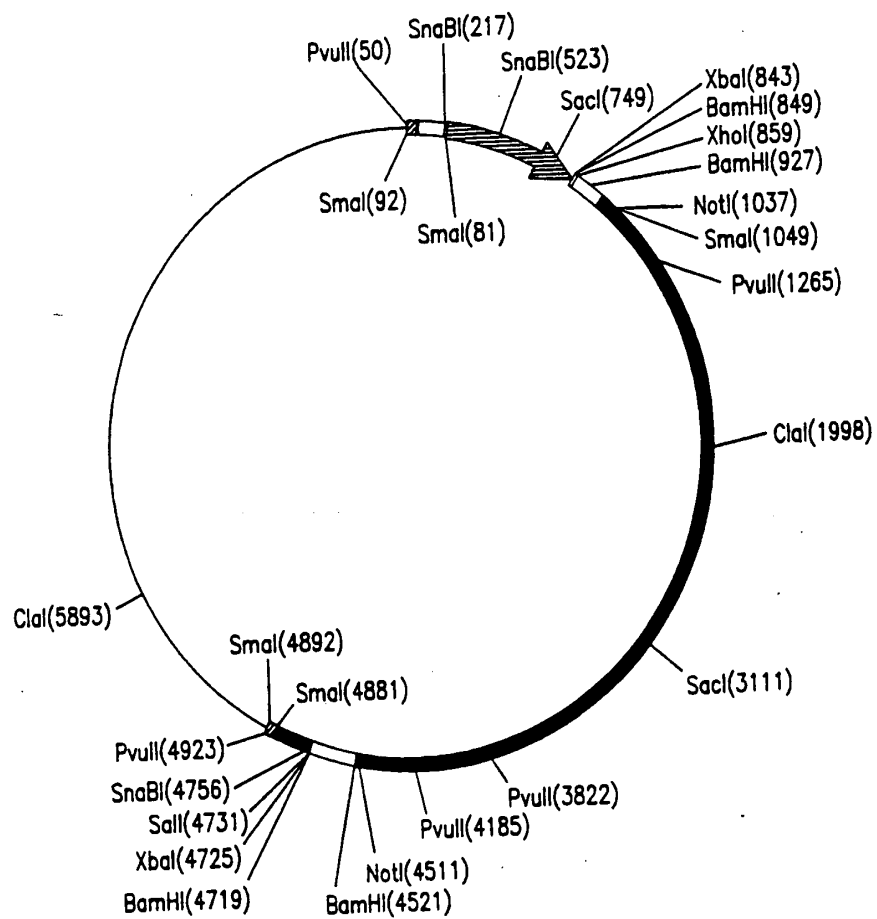 SnaBI(217)
PvuII(50)
SnaBI(523)
SacI(749)
XbaI(843)
BamHI(849)
XhoI(859)
BamHI(927)
NotI(1037)
SmaI(1049)
PvuII(1265)
SmaI(92)
SmaI(81)
ClaI(1998)
ClaI(5893)
SmaI(4892)
SmaI(4881)
SacI(3111)
PvuII(4923)
SnaBI(4756)
SalI(4731)
XbaI(4725)
BamHI(4719)
BamHI(4521)
NotI(4511)
PvuII(4185)
PvuII(3822)